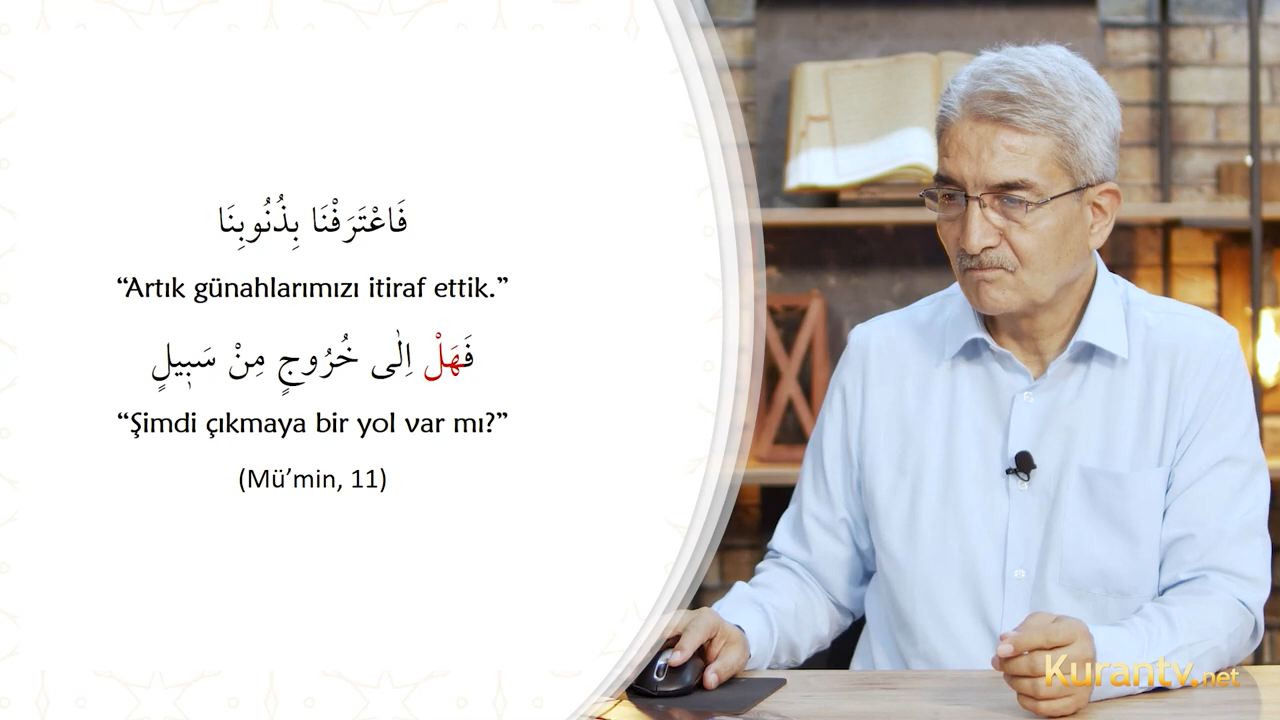 فَاعْتَرَفْنَا بِذُنُوبِنَا
“Artık günahlarımızı itiraf ettik.”
فَهَلْ اِلٰى خُرُوجٍ مِنْ سَبٖيلٍ
“Şimdi çıkmaya bir yol var mı?”
(Mü’min, 11)
Kurantv.net